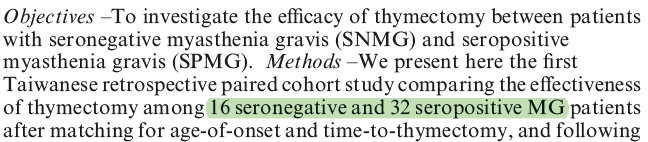 Objectives –To investigate the efficacy of thymectomy between patients
with seronegative myasthenia gravis (SNMG) and seropositive
myasthenia gravis (SPMG). Methods –We present here the first
Taiwanese retrospective paired cohort study comparing the effectiveness
of thymectomy among 16 seronegative and 32 seropositive MG patients
after matching for age-of-onset and time-to-thymectomy, and following